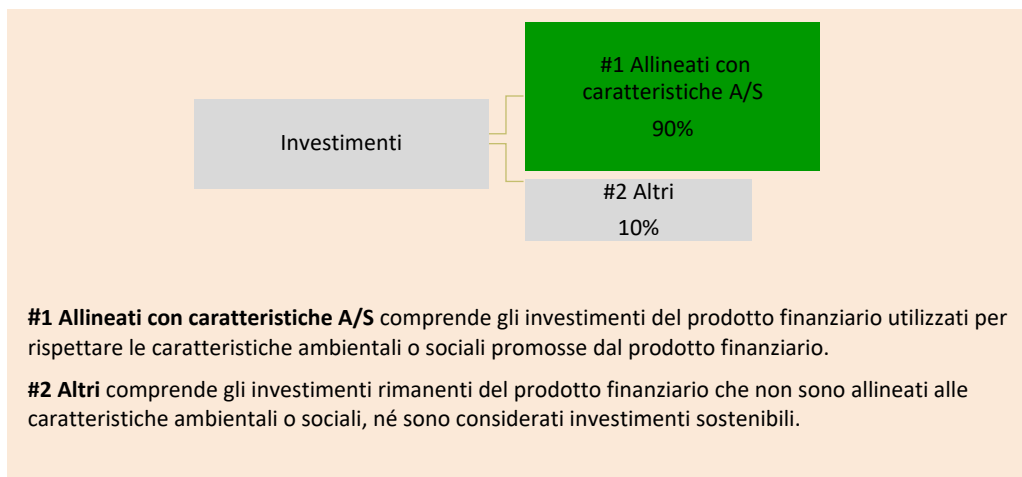 #1 Allineati con
caratteristiche A/S
90%
Investimenti
#2 Altri
10%
#1 Allineati con caratteristiche A/S comprende gli investimenti del prodotto finanziario utilizzati per
rispettare le caratteristiche ambientali o sociali promosse dal prodotto finanziario.
#2 Altri comprende gli investimenti rimanenti del prodotto finanziario che non sono allineati alle
caratteristiche ambientali o sociali, né sono considerati investimenti sostenibili.